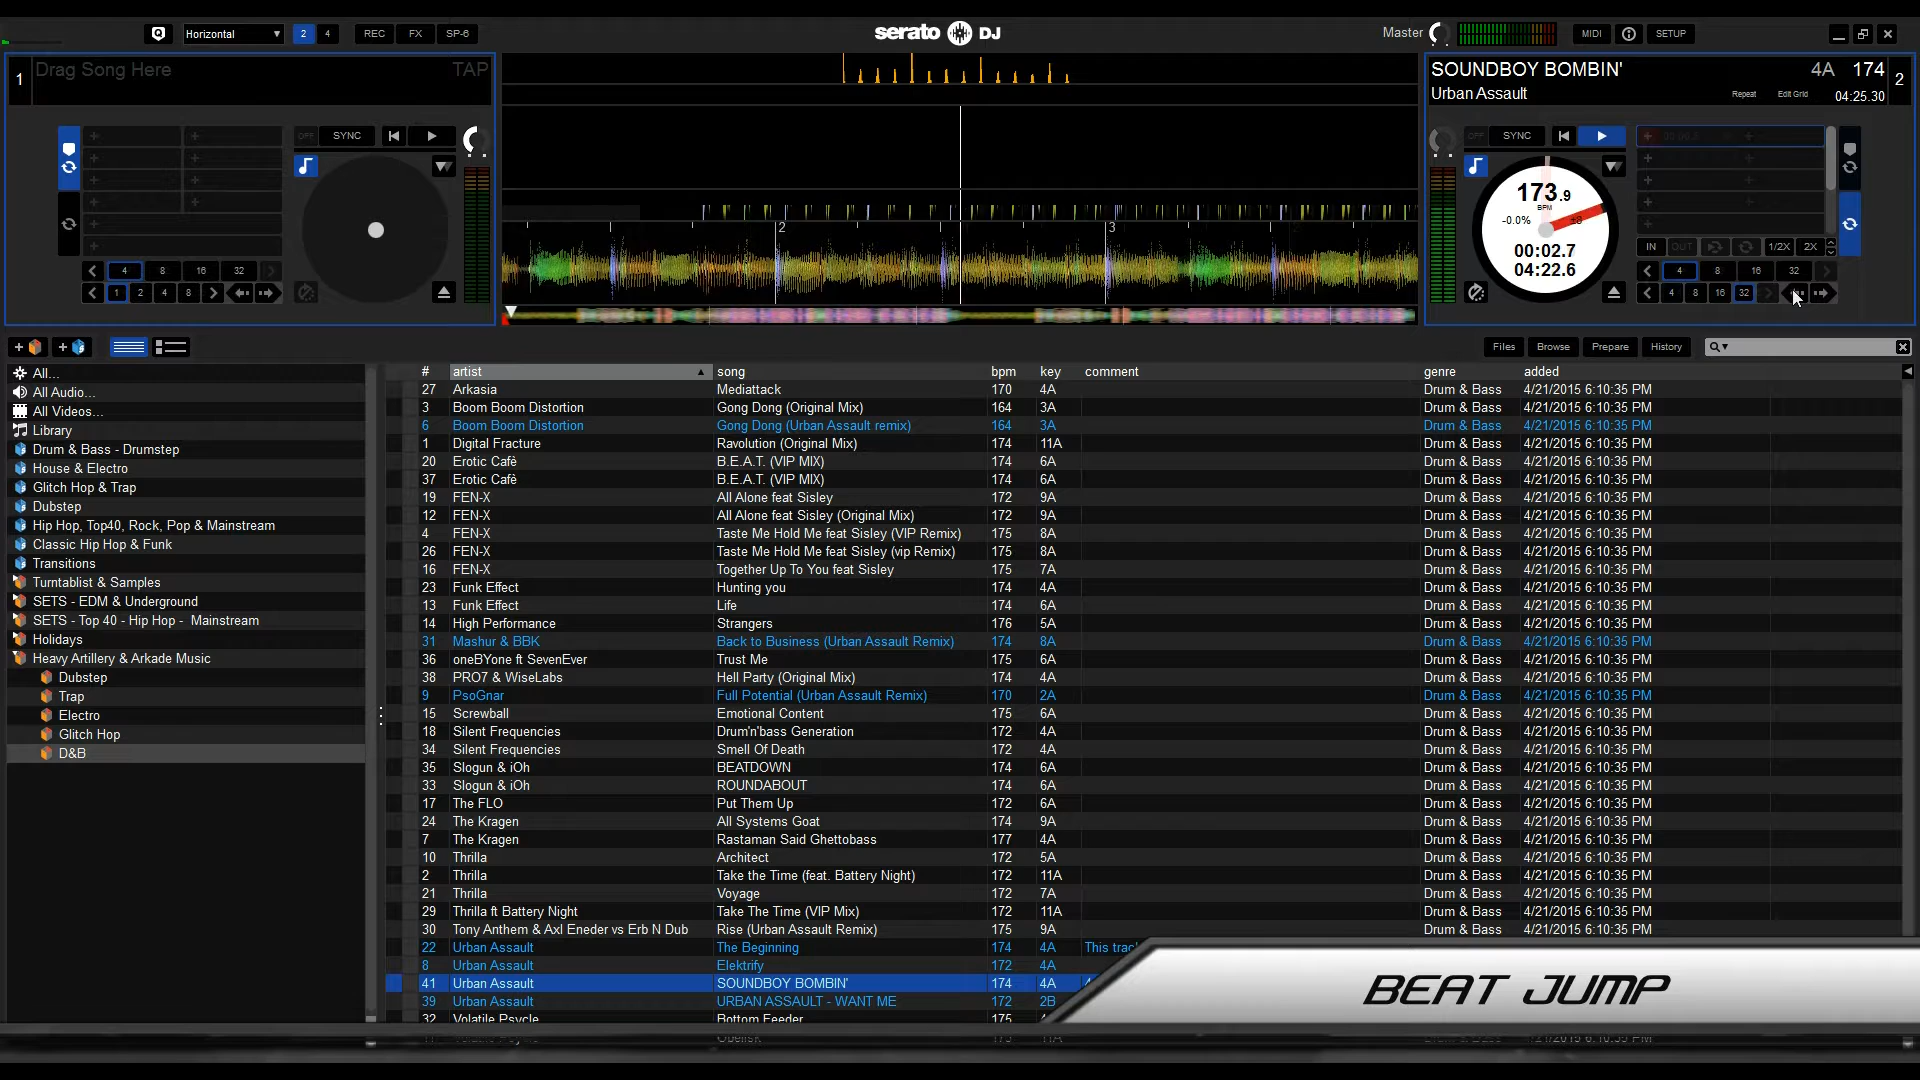 Horizontal 2 4 REC FX SP-6 serato DJ Master MIDI SETUP
1 Drag Song Here TAP
SYNC
4 8 16 32
1 2 4 8
2 3
SOUNDBOY BOMBIN' 4A 174 2
Urban Assault Repeat Edit Grid 04:25.30
OFF SYNC
173.9
BPM
-0.0% ±8
00:02.7
04:22.6
IN OUT 1/2X 2X
4 8 16 32
4 8 16 32
Files Browse Prepare History
All...
All Audio...
All Videos...
Library
Drum & Bass - Drumstep
House & Electro
Glitch Hop & Trap
Dubstep
Hip Hop, Top40, Rock, Pop & Mainstream
Classic Hip Hop & Funk
Transitions
Turntablist & Samples
SETS - EDM & Underground
SETS - Top 40 - Hip Hop - Mainstream
Holidays
Heavy Artillery & Arkade Music
Dubstep
Trap
Electro
Glitch Hop
D&B
# artist song bpm key comment genre added
27 Arkasia Mediattack 170 4A Drum & Bass 4/21/2015 6:10:35 PM
3 Boom Boom Distortion Gong Dong (Original Mix) 164 3A Drum & Bass 4/21/2015 6:10:35 PM
6 Boom Boom Distortion Gong Dong (Urban Assault remix) 164 3A Drum & Bass 4/21/2015 6:10:35 PM
1 Digital Fracture Ravolution (Original Mix) 174 11A Drum & Bass 4/21/2015 6:10:35 PM
20 Erotic Cafè B.E.A.T. (VIP MIX) 174 6A Drum & Bass 4/21/2015 6:10:35 PM
37 Erotic Cafè B.E.A.T. (VIP MIX) 174 6A Drum & Bass 4/21/2015 6:10:35 PM
19 FEN-X All Alone feat Sisley 172 9A Drum & Bass 4/21/2015 6:10:35 PM
12 FEN-X All Alone feat Sisley (Original Mix) 172 9A Drum & Bass 4/21/2015 6:10:35 PM
4 FEN-X Taste Me Hold Me feat Sisley (VIP Remix) 175 8A Drum & Bass 4/21/2015 6:10:35 PM
26 FEN-X Taste Me Hold Me feat Sisley (vip Remix) 175 8A Drum & Bass 4/21/2015 6:10:35 PM
16 FEN-X Together Up To You feat Sisley 175 7A Drum & Bass 4/21/2015 6:10:35 PM
23 Funk Effect Hunting you 174 4A Drum & Bass 4/21/2015 6:10:35 PM
13 Funk Effect Life 174 6A Drum & Bass 4/21/2015 6:10:35 PM
14 High Performance Strangers 176 5A Drum & Bass 4/21/2015 6:10:35 PM
31 Mashur & BBK Back to Business (Urban Assault Remix) 174 8A Drum & Bass 4/21/2015 6:10:35 PM
36 oneBYone ft SevenEver Trust Me 175 6A Drum & Bass 4/21/2015 6:10:35 PM
38 PRO7 & WiseLabs Hell Party (Original Mix) 174 4A Drum & Bass 4/21/2015 6:10:35 PM
9 PsoGnar Full Potential (Urban Assault Remix) 170 2A Drum & Bass 4/21/2015 6:10:35 PM
15 Screwball Emotional Content 175 6A Drum & Bass 4/21/2015 6:10:35 PM
18 Silent Frequencies Drum'n'bass Generation 172 4A Drum & Bass 4/21/2015 6:10:35 PM
34 Silent Frequencies Smell Of Death 172 4A Drum & Bass 4/21/2015 6:10:35 PM
35 Slogun & iOh BEATDOWN 174 6A Drum & Bass 4/21/2015 6:10:35 PM
33 Slogun & iOh ROUNDABOUT 174 6A Drum & Bass 4/21/2015 6:10:35 PM
17 The FLO Put Them Up 172 6A Drum & Bass 4/21/2015 6:10:35 PM
24 The Kragen All Systems Goat 174 9A Drum & Bass 4/21/2015 6:10:35 PM
7 The Kragen Rastaman Said Ghettobass 177 4A Drum & Bass 4/21/2015 6:10:35 PM
10 Thrilla Architect 172 5A Drum & Bass 4/21/2015 6:10:35 PM
2 Thrilla Take the Time (feat. Battery Night) 172 11A Drum & Bass 4/21/2015 6:10:35 PM
21 Thrilla Voyage 172 7A Drum & Bass 4/21/2015 6:10:35 PM
29 Thrilla ft Battery Night Take The Time (VIP Mix) 172 11A Drum & Bass 4/21/2015 6:10:35 PM
30 Tony Anthem & Axl Eneder vs Erb N Dub Rise (Urban Assault Remix) 175 9A Drum & Bass 4/21/2015 6:10:35 PM
22 Urban Assault The Beginning 174 4A This
8 Urban Assault Elektrify 172 4A
41 Urban Assault SOUNDBOY BOMBIN' 174 4A
39 Urban Assault URBAN ASSAULT - WANT ME 172 2B
32 Volatile Psycle Bottom Feeder 175
BEAT JUMP